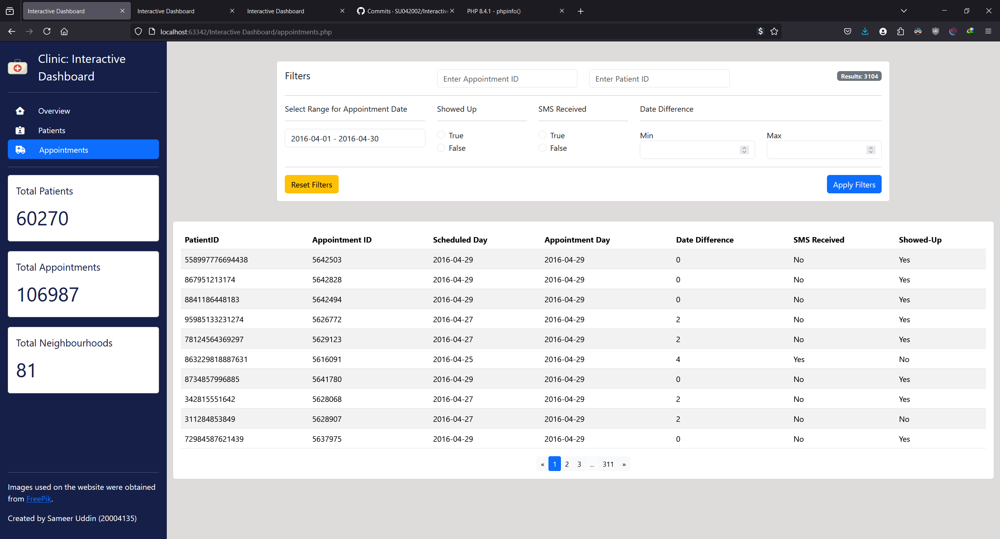 Interactive Dashboard
Interactive Dashboard
Interactive Dashboard
Commits · SU042002/Interactive
PHP 8.4.1 - phpinfo()
localhost:63342/Interactive Dashboard/appointments.php
Clinic: Interactive
Dashboard
Overview
Patients
Appointments
Total Patients
60270
Total Appointments
106987
Total Neighbourhoods
81
Images used on the website were obtained
from FreePik.
Created by Sameer Uddin (20004135)
Filters
Enter Appointment ID
Enter Patient ID
Results: 3104
Select Range for Appointment Date
Showed Up
SMS Received
Date Difference
2016-04-01 - 2016-04-30
True
False
True
False
Min
Max
Reset Filters
Apply Filters
PatientID Appointment ID Scheduled Day Appointment Day Date Difference SMS Received Showed-Up
558997776694438 5642503 2016-04-29 2016-04-29 0 No Yes
867951213174 5642828 2016-04-29 2016-04-29 0 No Yes
8841186448183 5642494 2016-04-29 2016-04-29 0 No Yes
95985133231274 5626772 2016-04-27 2016-04-29 2 No Yes
78124564369297 5629123 2016-04-27 2016-04-29 2 No Yes
863229818887631 5616091 2016-04-25 2016-04-29 4 Yes No
8734857996885 5641780 2016-04-29 2016-04-29 0 No Yes
342815551642 5628068 2016-04-27 2016-04-29 2 No Yes
311284853849 5628907 2016-04-27 2016-04-29 2 No No
72984587621439 5637975 2016-04-29 2016-04-29 0 No Yes
« 1 2 3 ... 311 »